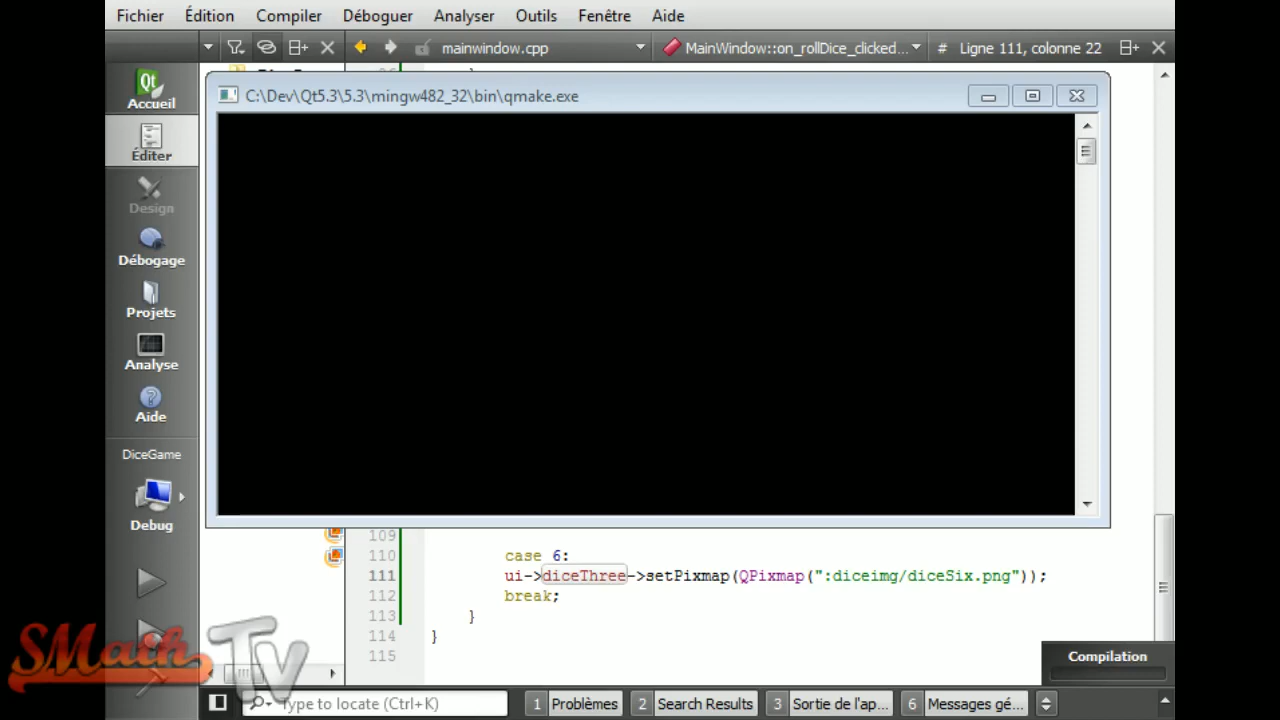 Fichier Édition Compiler Déboguer Analyser Outils Fenêtre Aide
mainwindow.cpp MainWindow::on_rollDice_clicked... # Ligne 111, colonne 22
Qt
Accueil
C:\Dev\Qt5.3\5.3\mingw482_32\bin\qmake.exe
Éditer
Design
Débogage
Projets
Analyse
Aide
DiceGame
Debug
109
110 case 6:
111 ui->diceThree->setPixmap(QPixmap(":diceimg/diceSix.png"));
112 break;
113 }
114 }
115
SMath Tv
Compilation
Type to locate (Ctrl+K) 1 Problèmes 2 Search Results 3 Sortie de l'ap... 6 Messages gé...